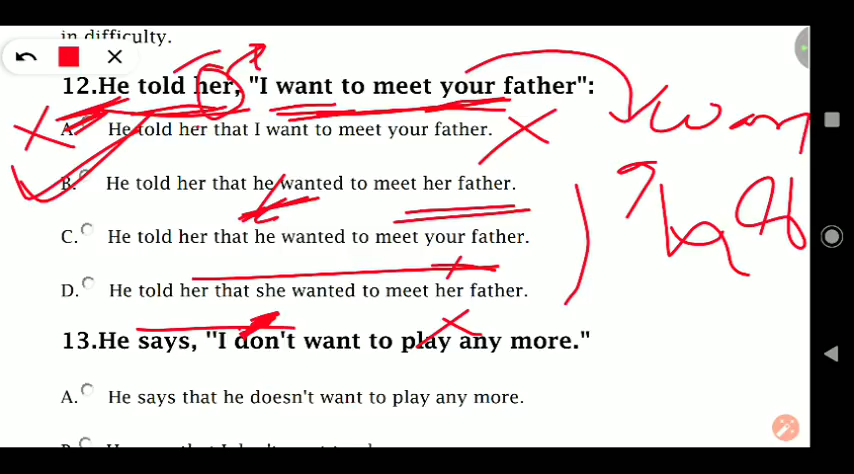 in difficulty.
12.He told her, "I want to meet your father":
A. He told her that I want to meet your father.
B. He told her that he wanted to meet her father.
C. He told her that he wanted to meet your father.
D. He told her that she wanted to meet her father.
13.He says, "I don't want to play any more."
A. He says that he doesn't want to play any more.